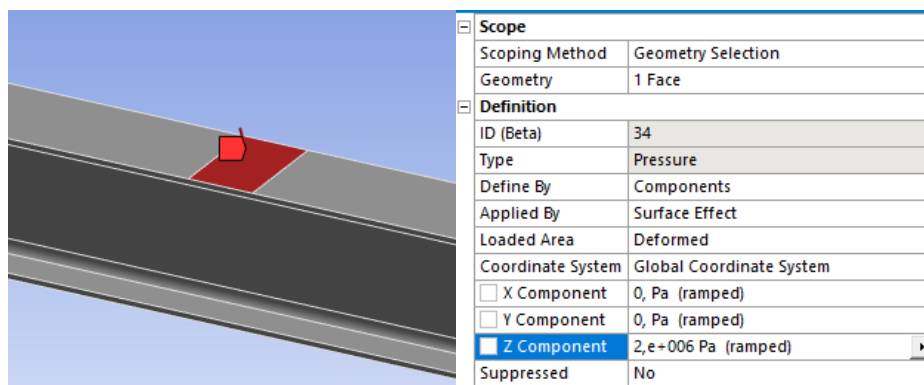 Scope
Scoping Method Geometry Selection
Geometry 1 Face
Definition
ID (Beta) 34
Type Pressure
Define By Components
Applied By Surface Effect
Loaded Area Deformed
Coordinate System Global Coordinate System
X Component 0, Pa (ramped)
Y Component 0, Pa (ramped)
Z Component 2,e+006 Pa (ramped)
Suppressed No